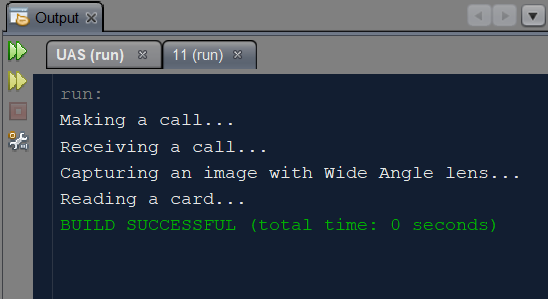 Output
UAS (run)
11 (run)
run:
Making a call...
Receiving a call...
Capturing an image with Wide Angle lens...
Reading a card...
BUILD SUCCESSFUL (total time: 0 seconds)